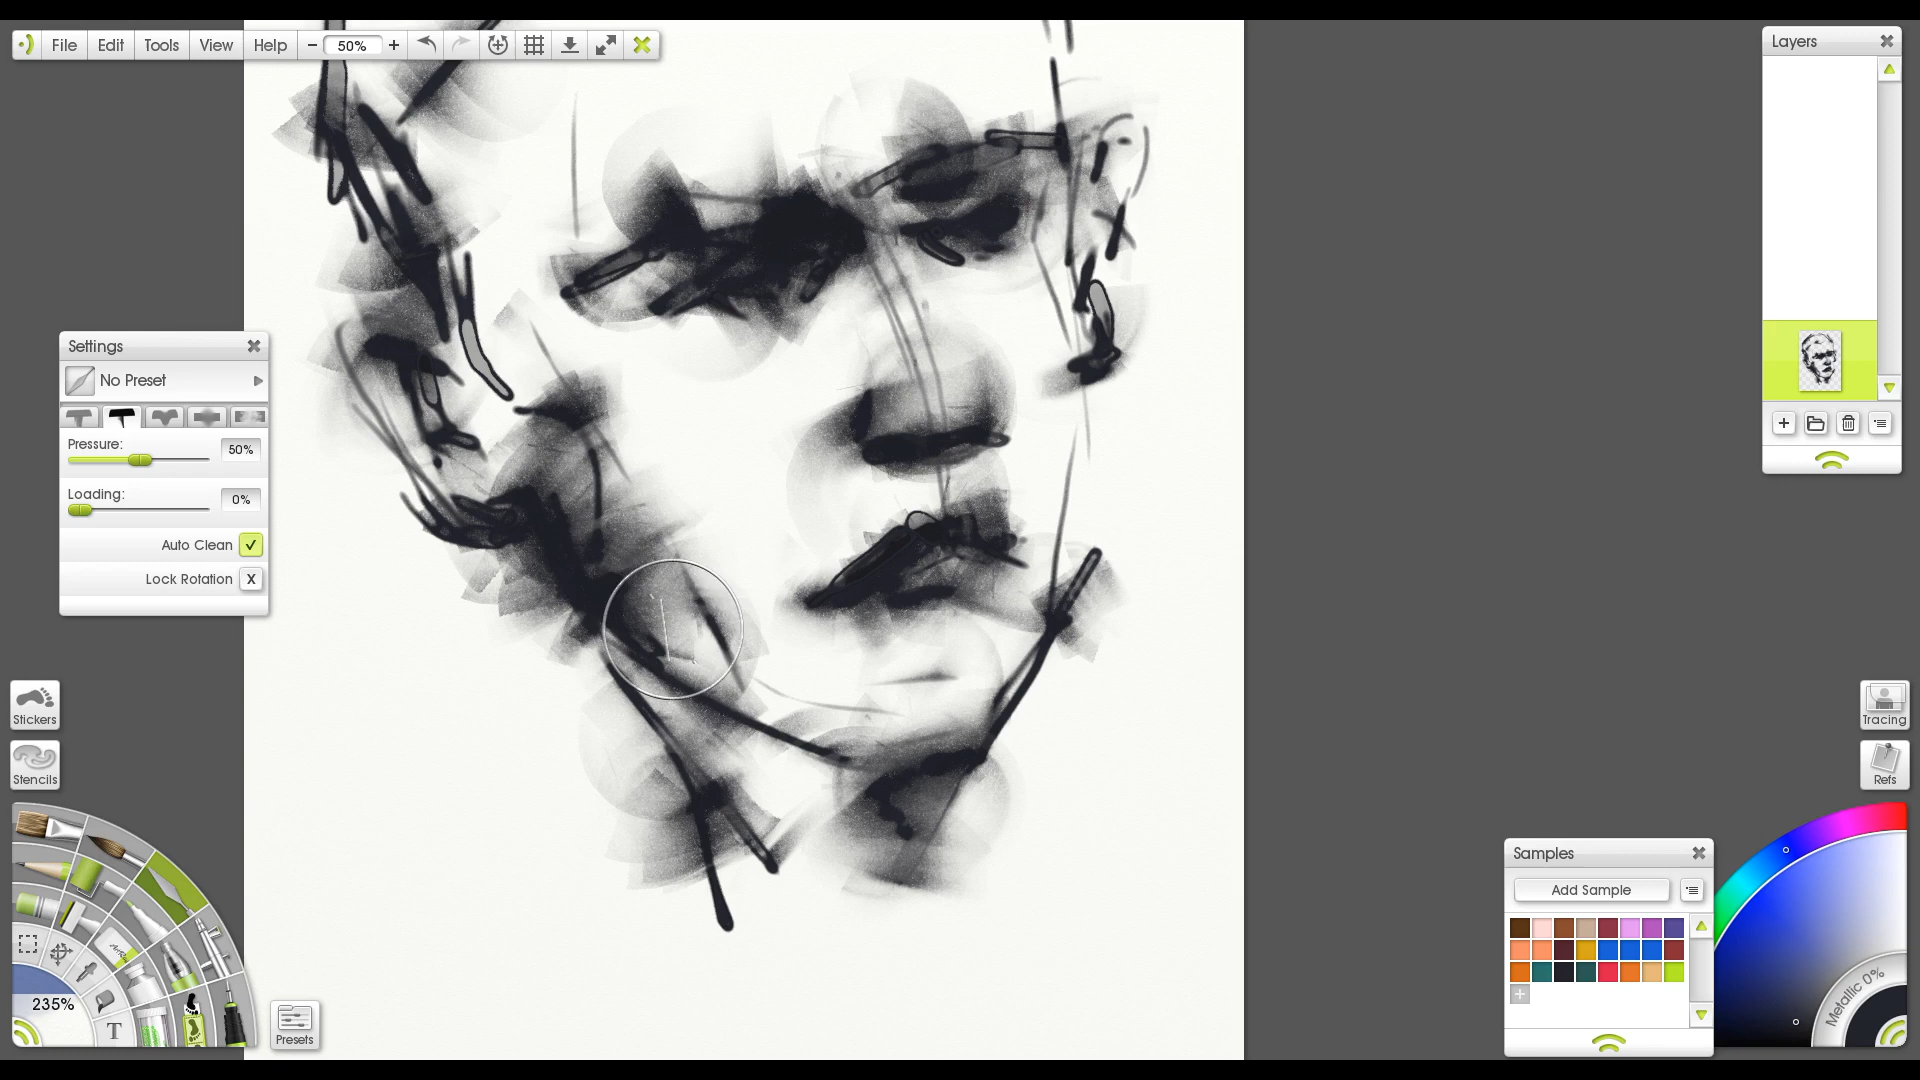 File Edit Tools View Help 50%
Layers
Settings
No Preset
Pressure:
50%
Loading:
0%
Auto Clean
Lock Rotation X
Stickers
Stencils
Tracing
Refs
Samples
Add Sample
Metallic 0%
235%
T
Presets